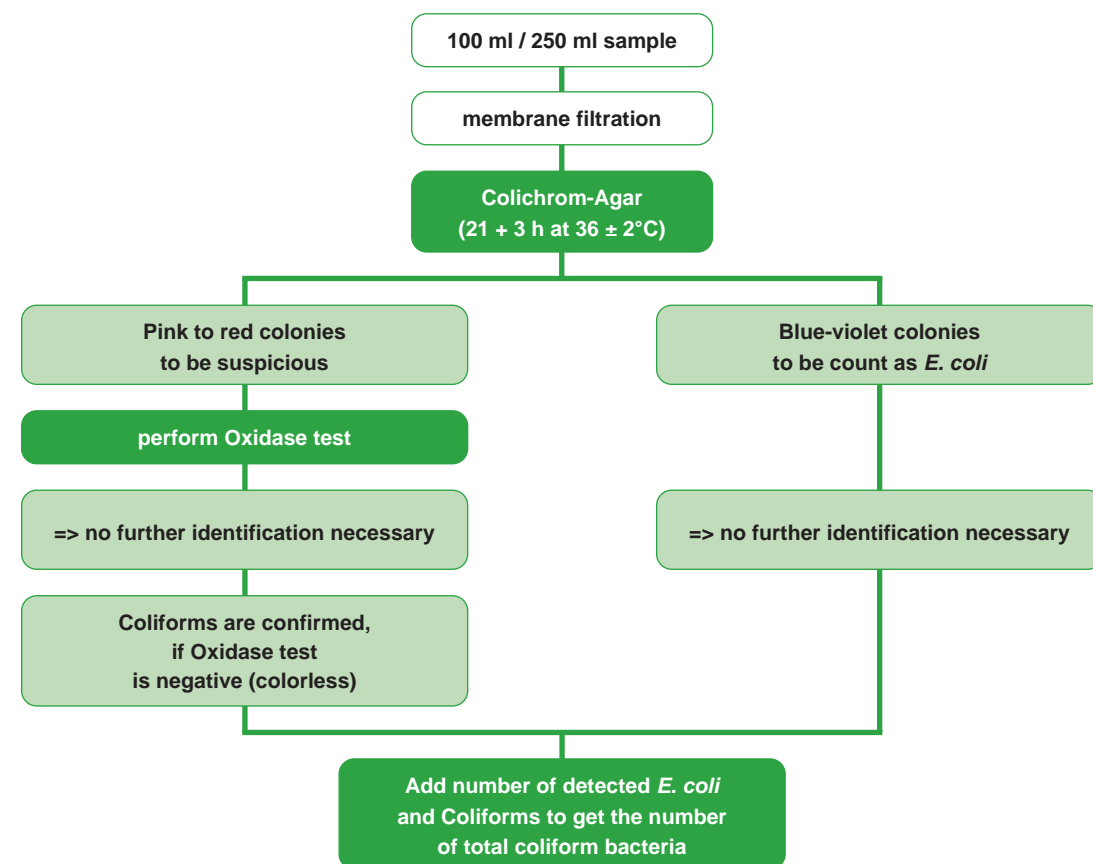 100 ml / 250 ml sample
membrane filtration
Colichrom-Agar
(21 + 3 h at 36 ± 2°C)
Pink to red colonies
to be suspicious
perform Oxidase test
=> no further identification necessary
Coliforms are confirmed,
if Oxidase test
is negative (colorless)
Blue-violet colonies
to be count as E. coli
=> no further identification necessary
Add number of detected E. coli
and Coliforms to get the number
of total coliform bacteria